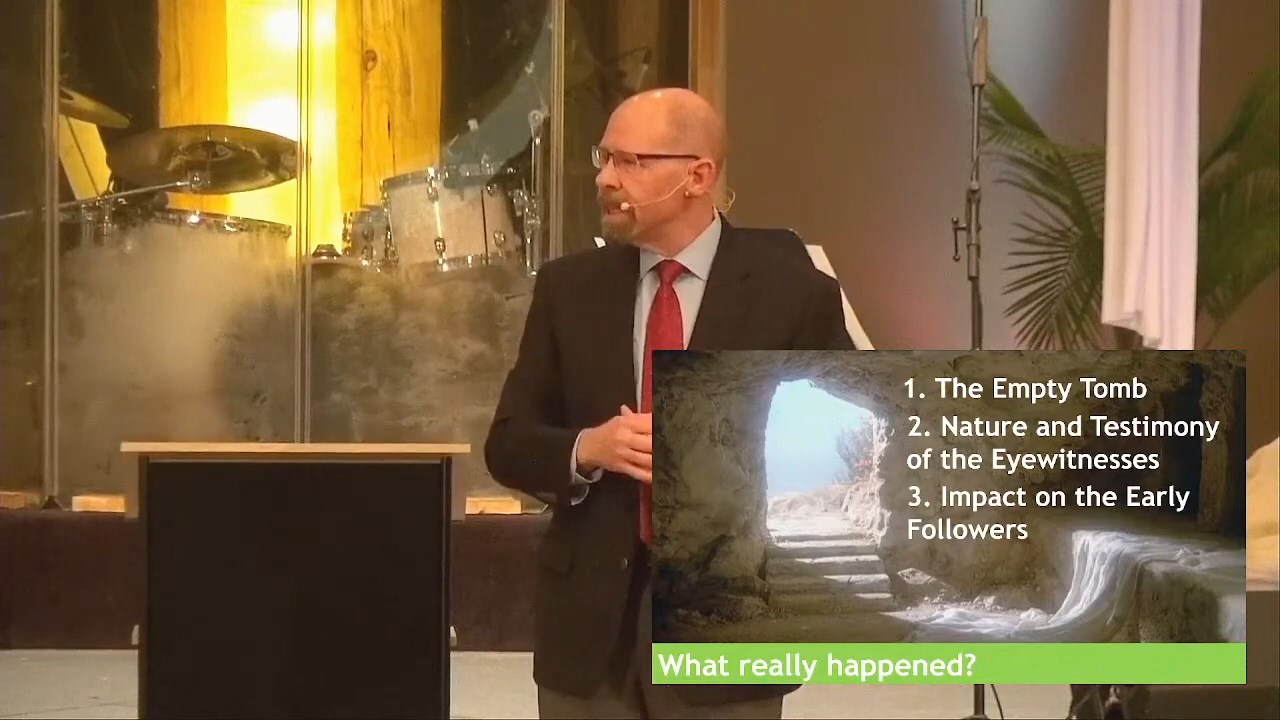 1. The Empty Tomb
2. Nature and Testimony
of the Eyewitnesses
3. Impact on the Early
Followers
What really happened?